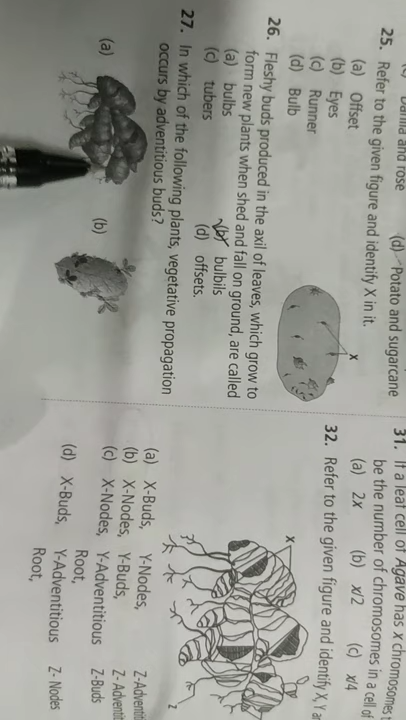 Dahlia and rose
(d) Potato and sugarcane
25. Refer to the given figure and identify X in it.
(a) Offset
(b) Eyes
(c) Runner
(d) Bulb
X
26. Fleshy buds produced in the axil of leaves, which grow to
form new plants when shed and fall on ground, are called
(a) bulbs
(b) bulbils
(c) tubers
(d) offsets.
27. In which of the following plants, vegetative propagation
occurs by adventitious buds?
(a)
(b)
31. If a leaf cell of Agave has x chromosomes
be the number of chromosomes in a cell of
(a) 2x (b) x/2 (c) x/4
32. Refer to the given figure and identify X, Y
X
Z
(a) X-Buds, Y-Nodes, Z-Adventit
(b) X-Nodes, Y-Buds, Z- Advent
(c) X-Nodes, Y-Adventitious Z-Buds
Root,
(d) X-Buds, Y-Adventitious Z- Nodes
Root,